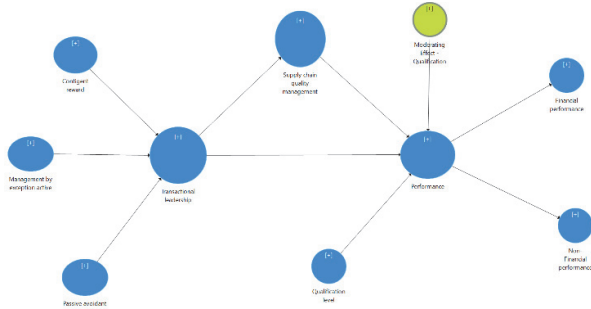 [+]
Contigent
reward
[+]
Management by
exception active
[+]
Passive avoidant
[+]
Transactional
leadership
[+]
Supply chain
quality
management
[+]
Moderating
Effect -
Qualification
[+]
Performance
[+]
Qualification
level
[+]
Financial
performance
[+]
Non-
Financial
performance